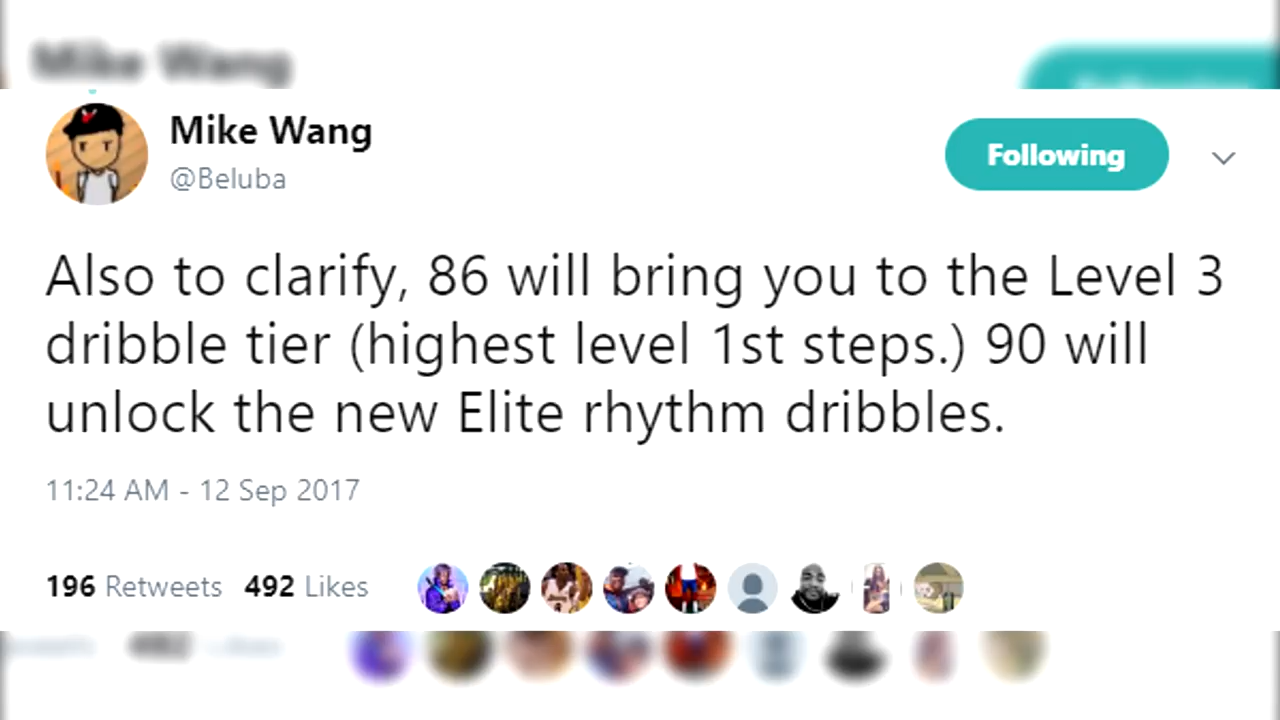 Mike Wang
Mike Wang
Following
@Beluba
Also to clarify, 86 will bring you to the Level 3
dribble tier (highest level 1st steps.) 90 will
unlock the new Elite rhythm dribbles.
11:24 AM - 12 Sep 2017
196 Retweets 492 Likes